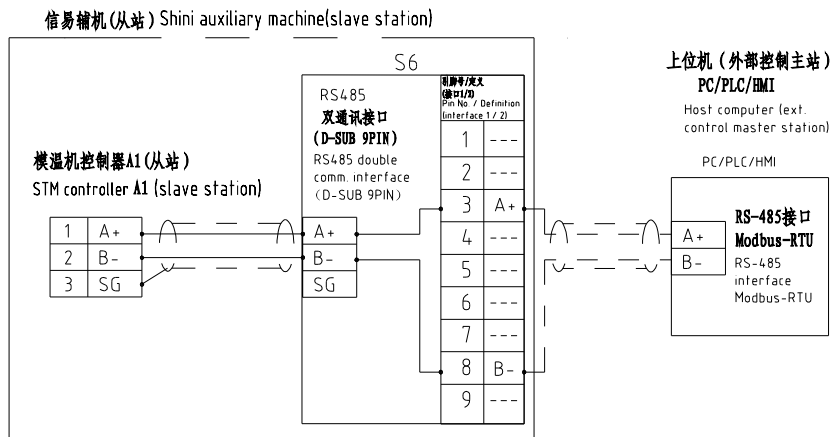 信易辅机(从站) Shini auxiliary machine(slave station)
S6
RS485
双通讯接口
(D-SUB 9PIN)
RS485 double
comm. interface
(D-SUB 9PIN)
引脚号/定义
(接口1/2)
Pin No. / Definition
(interface 1 / 2)
1 ---
2 ---
3 A+
4 ---
5 ---
6 ---
7 ---
8 B-
9 ---
模温机控制器A1(从站)
STM controller A1 (slave station)
1 A+
2 B-
3 SG
A+
B-
SG
上位机（外部控制主站）
PC/PLC/HMI
Host computer (ext.
control master station)
PC/PLC/HMI
A+
B-
RS-485接口
Modbus-RTU
RS-485
interface
Modbus-RTU